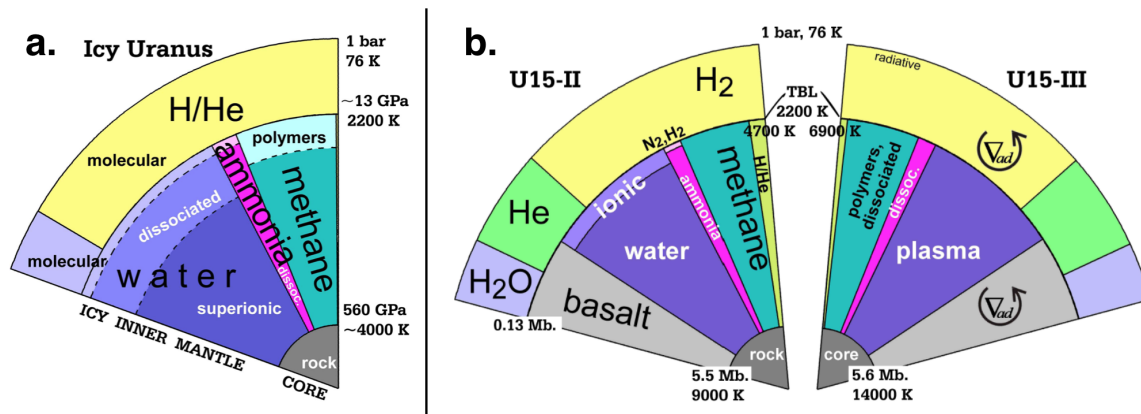 a.
Icy Uranus
1 bar
76 K
H/He
molecular
~13 GPa
2200 K
polymers
ammonia
methane
dissociated
molecular
water
superionic
dissoc.
560 GPa
~4000 K
rock
ICY INNER MANTLE
CORE
b.
U15-II
1 bar, 76 K
H2
TBL
2200 K
4700 K
6900 K
N2,H2
He
ionic
ammonia
methane
H/He
water
H2O
basalt
0.13 Mb.
rock
5.5 Mb.
9000 K
radiative
U15-III
∇ad
polymers,
dissociated
dissoc.
plasma
∇ad
core
5.6 Mb.
14000 K